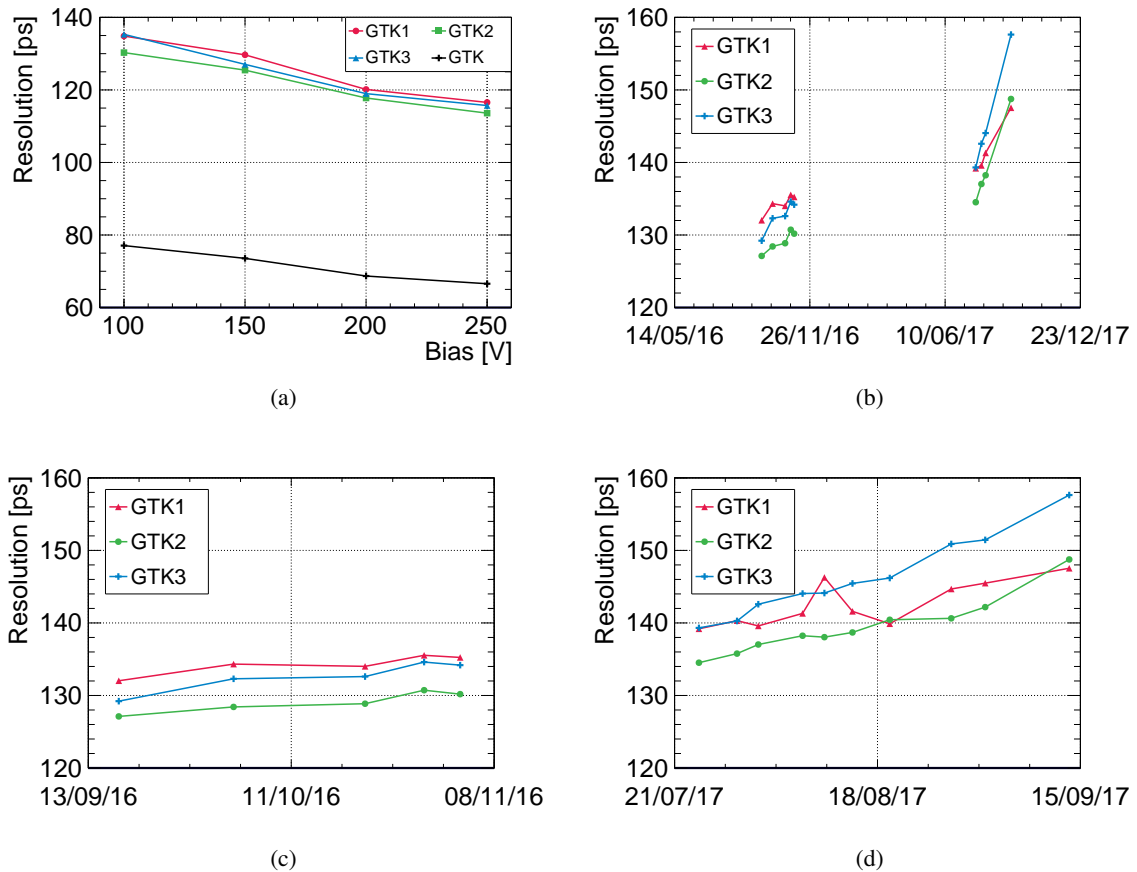 Resolution [ps]
140
120
100
80
60
GTK1 GTK2
GTK3 GTK
100 150 200 250
Bias [V]
(a)
Resolution [ps]
160
150
140
130
120
GTK1
GTK2
GTK3
14/05/16 26/11/16 10/06/17 23/12/17
(b)
Resolution [ps]
160
150
140
130
120
GTK1
GTK2
GTK3
13/09/16 11/10/16 08/11/16
(c)
Resolution [ps]
160
150
140
130
120
GTK1
GTK2
GTK3
21/07/17 18/08/17 15/09/17
(d)